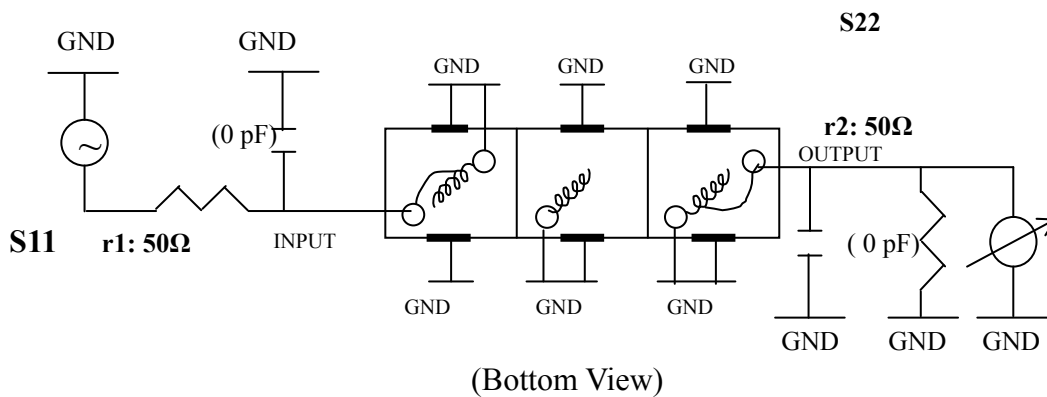 S22
GND
GND
GND
GND
GND
(0 pF)
r2: 50Ω
OUTPUT
S11
r1: 50Ω
INPUT
( 0 pF)
GND
GND
GND
GND
GND
GND
(Bottom View)